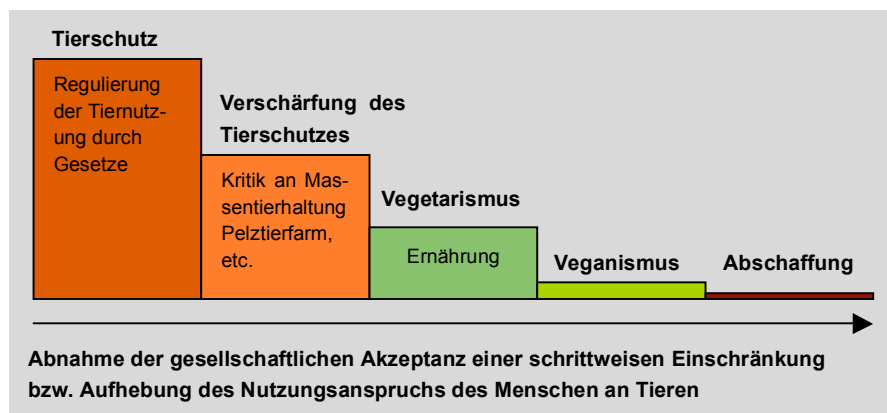 Tierschutz
Regulierung
der Tiernutz-
ung durch
Gesetze
Verschärfung des
Tierschutzes
Kritik an Mas-
sentierhaltung
Pelztierfarm,
etc.
Vegetarismus
Ernährung
Veganismus
Abschaffung
Abnahme der gesellschaftlichen Akzeptanz einer schrittweisen Einschränkung
bzw. Aufhebung des Nutzungsanspruchs des Menschen an Tieren